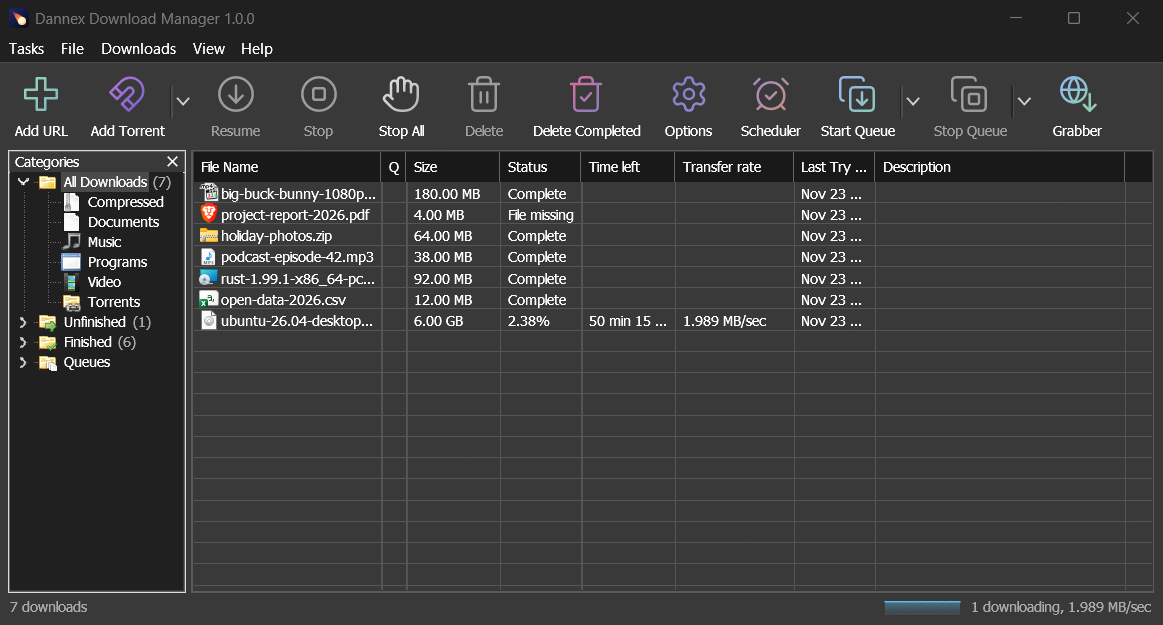 Dannex Download Manager 1.0.0
Tasks File Downloads View Help
Add URL Add Torrent Resume Stop Stop All Delete Delete Completed Options Scheduler Start Queue Stop Queue Grabber
Categories
All Downloads (7)
Compressed
Documents
Music
Programs
Video
Torrents
Unfinished (1)
Finished (6)
Queues
File Name Q Size Status Time left Transfer rate Last Try ... Description
big-buck-bunny-1080p... 180.00 MB Complete Nov 23 ...
project-report-2026.pdf 4.00 MB File missing Nov 23 ...
holiday-photos.zip 64.00 MB Complete Nov 23 ...
podcast-episode-42.mp3 38.00 MB Complete Nov 23 ...
rust-1.99.1-x86_64-pc... 92.00 MB Complete Nov 23 ...
open-data-2026.csv 12.00 MB Complete Nov 23 ...
ubuntu-26.04-desktop... 6.00 GB 2.38% 50 min 15 ... 1.989 MB/sec Nov 23 ...
7 downloads 1 downloading, 1.989 MB/sec